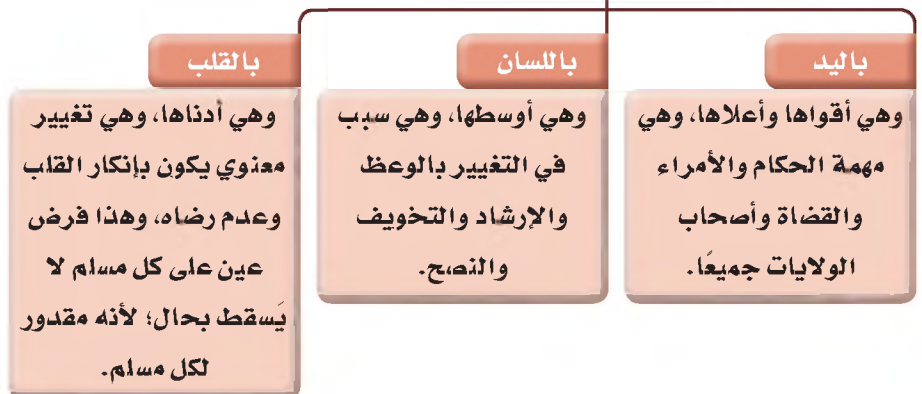 باليد
وهي أقواها وأعلاها، وهي
مهمة الحكام والأمراء
والقضاة وأصحاب
الولايات جميعًا.
باللسان
وهي أوسطها، وهي سبب
في التغيير بالوعظ
والإرشاد والتخويف
والنصح.
بالقلب
وهي أدناها، وهي تغيير
معنوي يكون بإنكار القلب
وعدم رضاه، وهذا فرض
عين على كل مسلم لا
يَسقط بحال؛ لأنه مقدور
لكل مسلم.